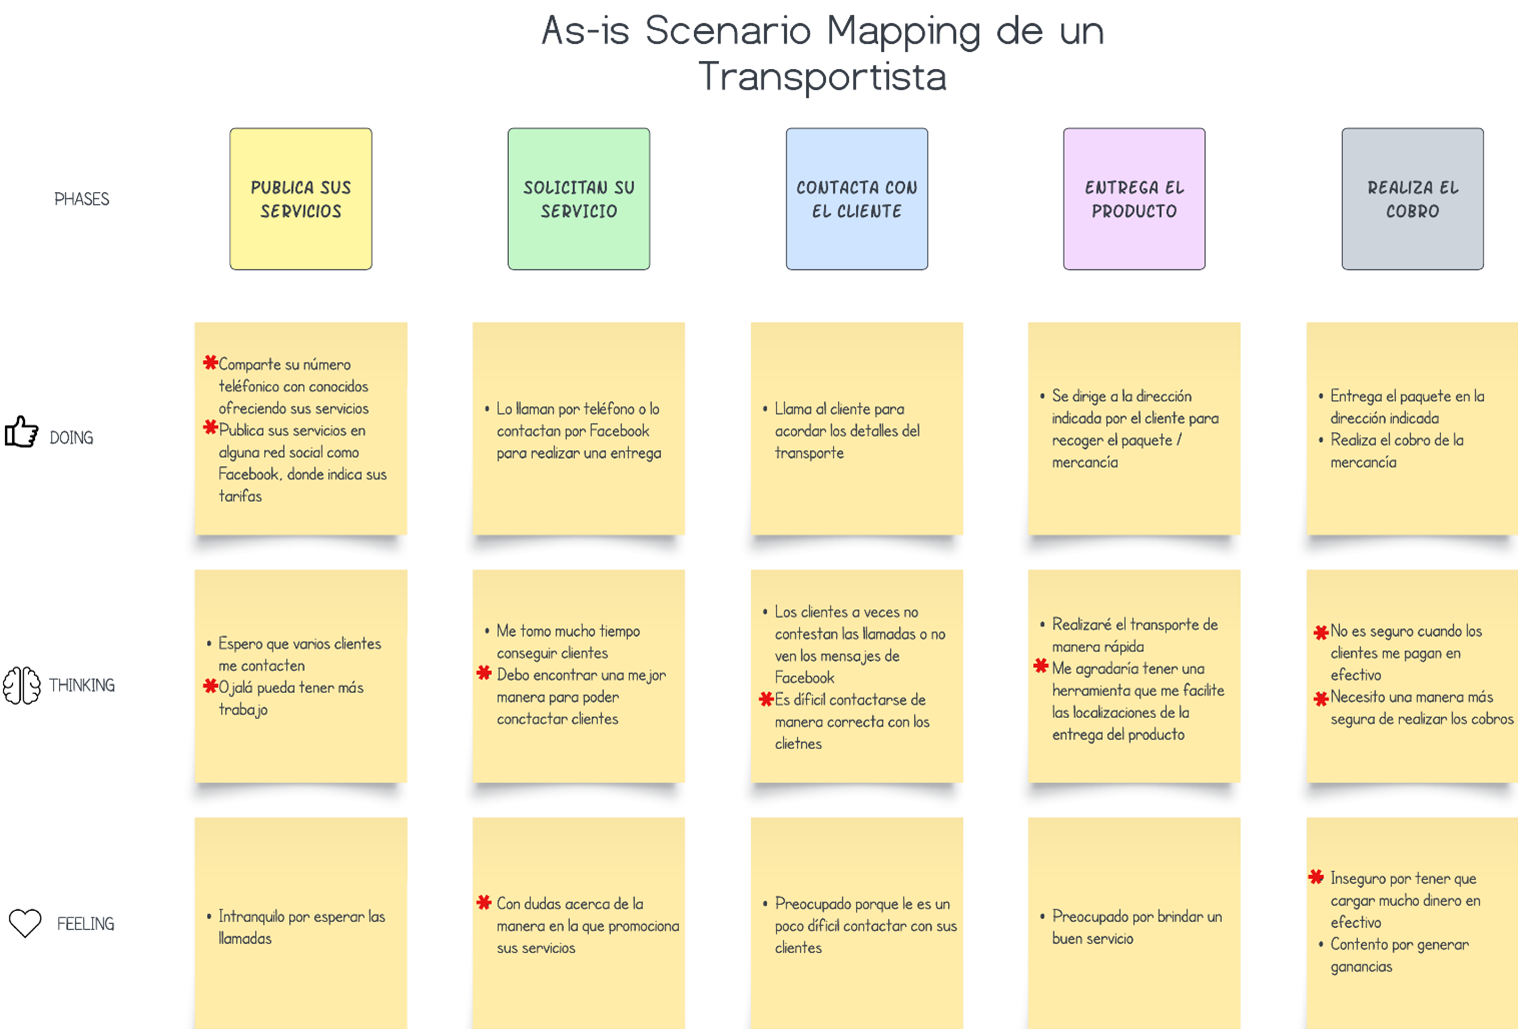 As-is Scenario Mapping de un
Transportista
PHASES
PUBLICA SUS
SERVICIOS
SOLICITAN SU
SERVICIO
CONTACTA CON
EL CLIENTE
ENTREGA EL
PRODUCTO
REALIZA EL
COBRO
DOING
* Comparte su número
teléfonico con conocidos
ofreciendo sus servicios
* Publica sus servicios en
alguna red social como
Facebook, donde indica sus
tarifas
• Lo llaman por teléfono o lo
contactan por Facebook
para realizar una entrega
• Llama al cliente para
acordar los detalles del
transporte
• Se dirige a la dirección
indicada por el cliente para
recoger el paquete /
mercancía
• Entrega el paquete en la
dirección indicada
• Realiza el cobro de la
mercancía
THINKING
• Espero que varios clientes
me contacten
* Ojalá pueda tener más
trabajo
• Me tomo mucho tiempo
conseguir clientes
* Debo encontrar una mejor
manera para poder
conctactar clientes
• Los clientes a veces no
contestan las llamadas o no
ven los mensajes de
Facebook
* Es díficil contactarse de
manera correcta con los
clietnes
• Realizaré el transporte de
manera rápida
* Me agradaría tener una
herramienta que me facilite
las localizaciones de la
entrega del producto
* No es seguro cuando los
clientes me pagan en
efectivo
* Necesito una manera más
segura de realizar los cobros
FEELING
• Intranquilo por esperar las
llamadas
* Con dudas acerca de la
manera en la que promociona
sus servicios
• Preocupado porque le es un
poco díficil contactar con sus
clientes
• Preocupado por brindar un
buen servicio
* Inseguro por tener que
cargar mucho dinero en
efectivo
• Contento por generar
ganancias